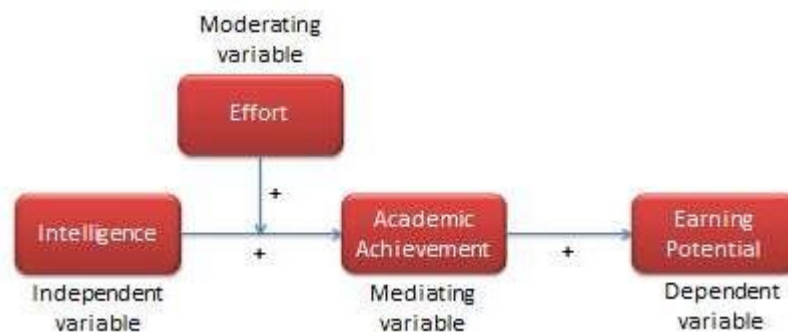 Moderating
variable
Effort
+
Intelligence
+
Academic
Achievement
+
Earning
Potential
Independent
variable
Mediating
variable
Dependent
variable